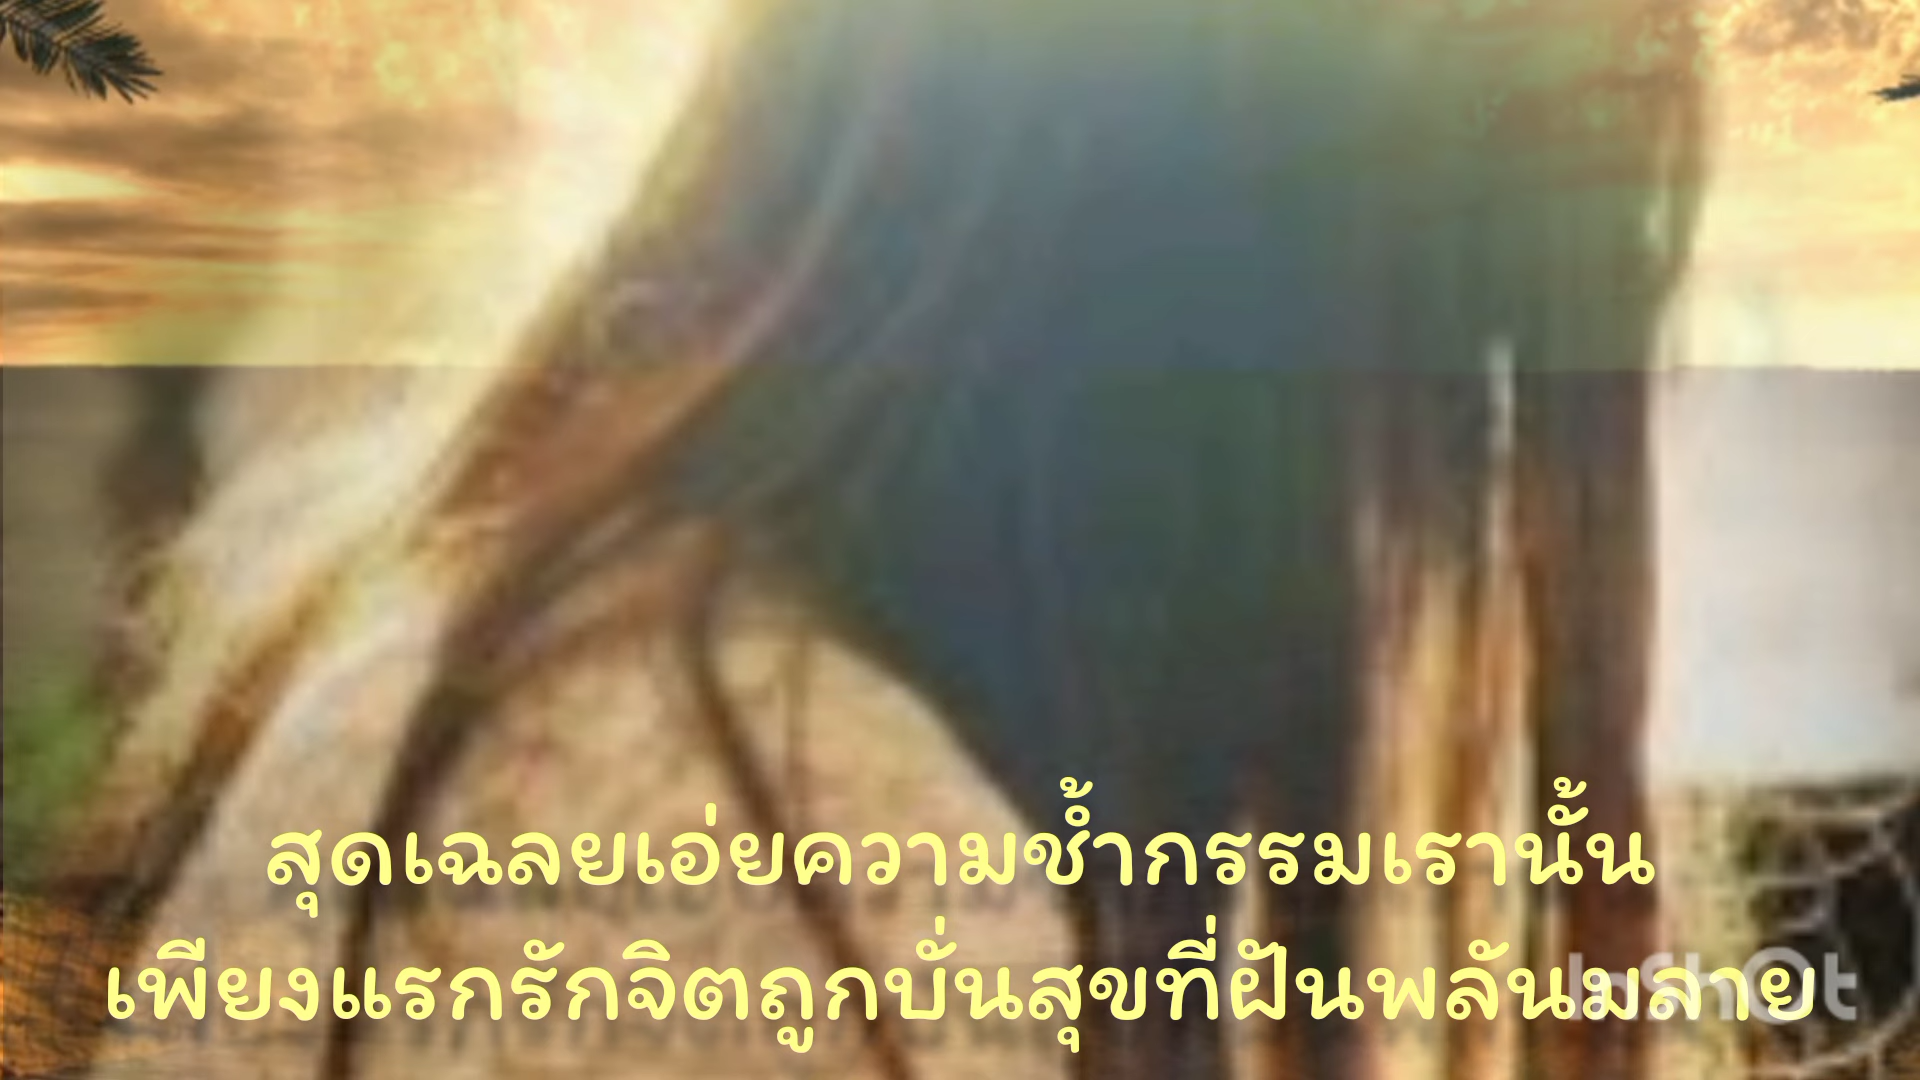 สุดเฉลยเอ่ยความช้ำกรรมเรานั้น
เพียงแรกรักจิตถูกบั่นสุขที่ฝันพลันมลาย
InShOt